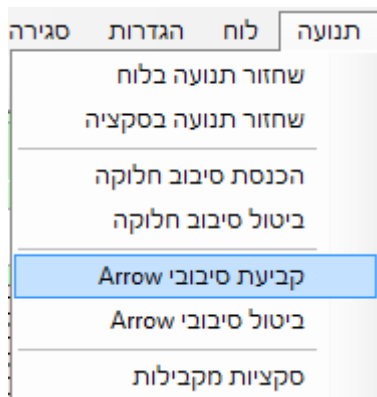 תנועה לוח הגדרות סגירה
שחזור תנועה בלוח
שחזור תנועה בסקציה
הכנסת סיבוב חלוקה
ביטול סיבוב חלוקה
קביעת סיבובי Arrow
ביטול סיבובי Arrow
סקציות מקבילות